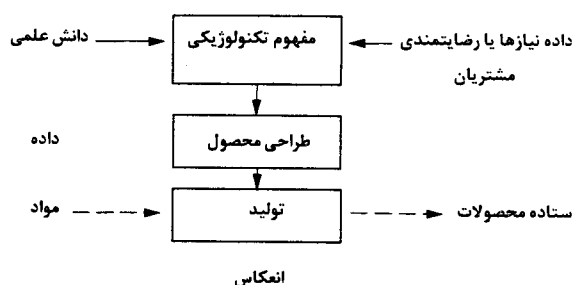 داده نیازها یا رضایتمندی
مشتریان
مفهوم تکنولوژیکی
دانش علمی
طراحی محصول
داده
ستاده محصولات
تولید
مواد
انعکاس